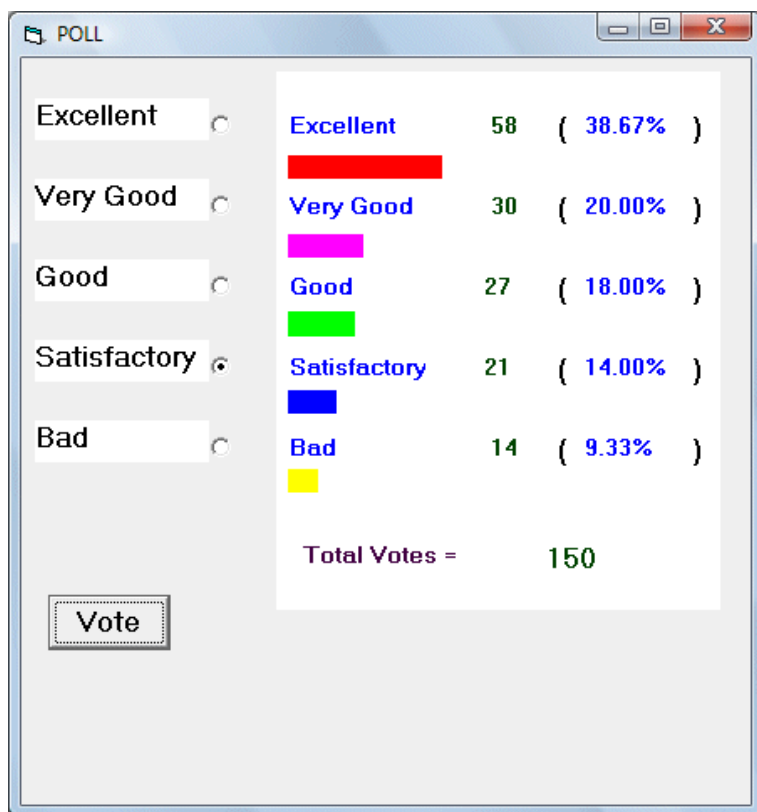 POLL
Excellent
Very Good
Good
Satisfactory
Bad
Vote
Excellent 58 ( 38.67% )
Very Good 30 ( 20.00% )
Good 27 ( 18.00% )
Satisfactory 21 ( 14.00% )
Bad 14 ( 9.33% )
Total Votes = 150